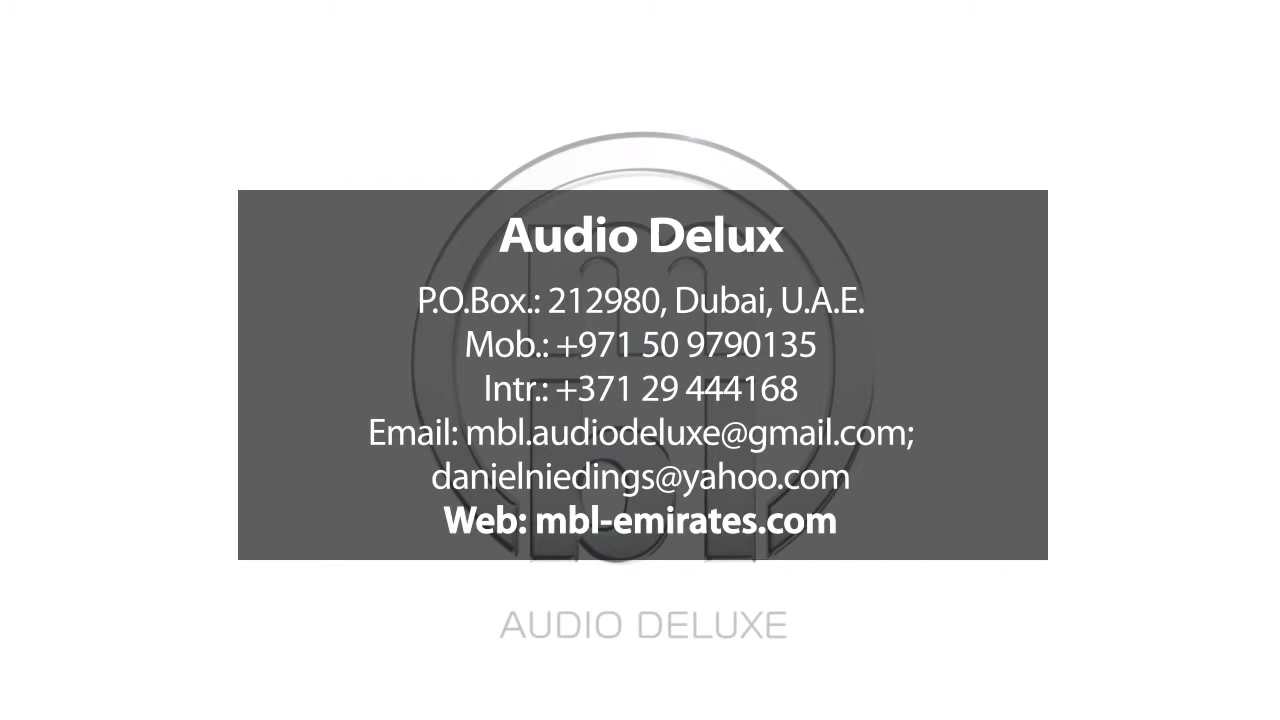 Audio Delux
P.O.Box.: 212980, Dubai, U.A.E.
Mob.: +971 50 9790135
Intr.: +371 29 444168
Email: mbl.audiodeluxe@gmail.com;
danielniedings@yahoo.com
Web: mbl-emirates.com
mbl
AUDIO DELUXE